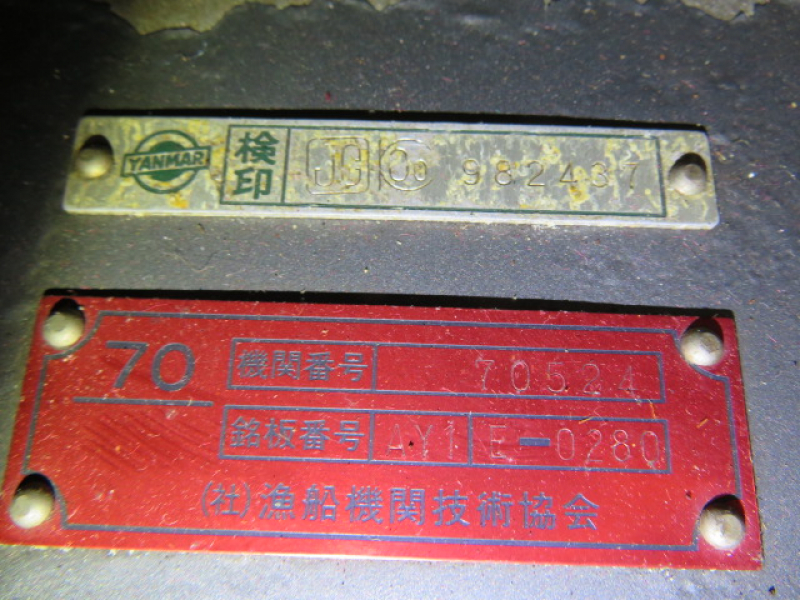 YANMAR 検印 JG 982437
70
機関番号 70524
銘板番号 AY1 E-0280
(社)漁船機関技術協会